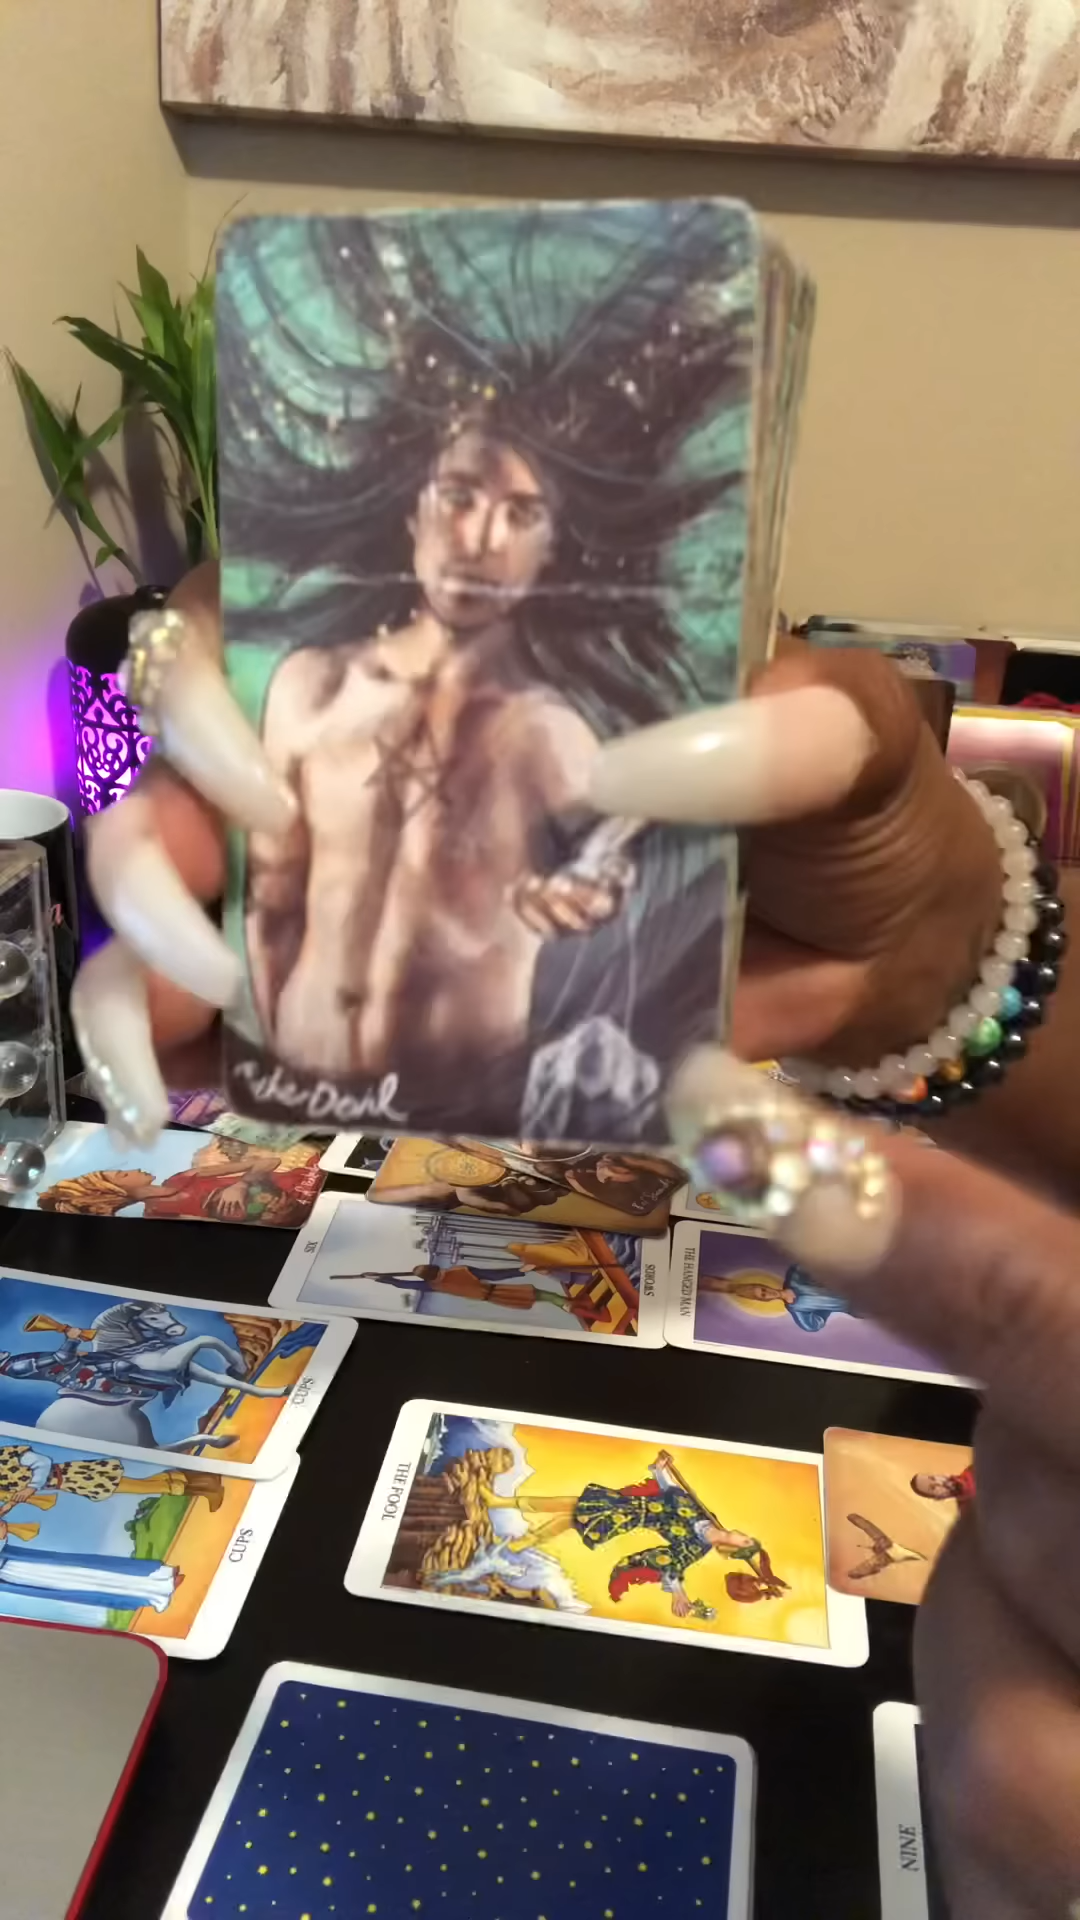 the Devil
SIX
SWORDS
THE HANGED MAN
CUPS
THE FOOL
CUPS
NINE